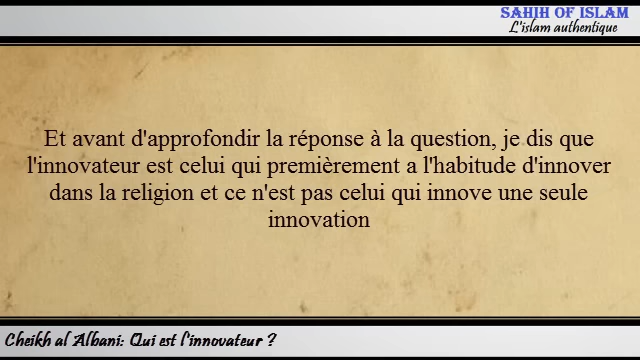 SAHIH OF ISLAM
L'islam authentique
Et avant d'approfondir la réponse à la question, je dis que
l'innovateur est celui qui premièrement a l'habitude d'innover
dans la religion et ce n'est pas celui qui innove une seule
innovation
Cheikh al Albani: Qui est l'innovateur ?